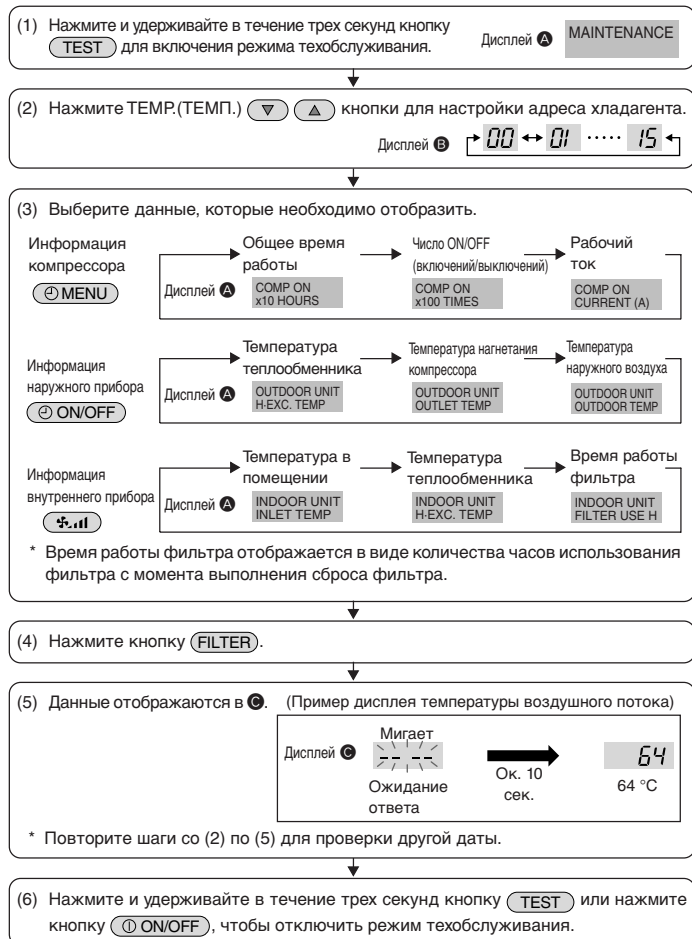 (1) Нажмите и удерживайте в течение трех секунд кнопку
TEST для включения режима техобслуживания.
Дисплей A MAINTENANCE
(2) Нажмите TEMP.(ТЕМП.) ▽ △ кнопки для настройки адреса хладагента.
Дисплей B 00 ↔ 01 ····· 15
(3) Выберите данные, которые необходимо отобразить.
Информация
компрессора
MENU
Дисплей A
Общее время
работы
COMP ON
x10 HOURS
Число ON/OFF
(включений/выключений)
COMP ON
x100 TIMES
Рабочий
ток
COMP ON
CURRENT (A)
Информация
наружного прибора
ON/OFF
Дисплей A
Температура
теплообменника
OUTDOOR UNIT
H-EXC. TEMP
Температура нагнетания
компрессора
OUTDOOR UNIT
OUTLET TEMP
Температура
наружного воздуха
OUTDOOR UNIT
OUTDOOR TEMP
Информация
внутреннего прибора
Дисплей A
Температура в
помещении
INDOOR UNIT
INLET TEMP
Температура
теплообменника
INDOOR UNIT
H-EXC. TEMP
Время работы
фильтра
INDOOR UNIT
FILTER USE H
* Время работы фильтра отображается в виде количества часов использования
фильтра с момента выполнения сброса фильтра.
(4) Нажмите кнопку FILTER.
(5) Данные отображаются в C. (Пример дисплея температуры воздушного потока)
Дисплей C
Мигает
-- --
Ожидание
ответа
Ок. 10
сек.
64
64 °C
* Повторите шаги со (2) по (5) для проверки другой даты.
(6) Нажмите и удерживайте в течение трех секунд кнопку TEST или нажмите
кнопку ON/OFF, чтобы отключить режим техобслуживания.